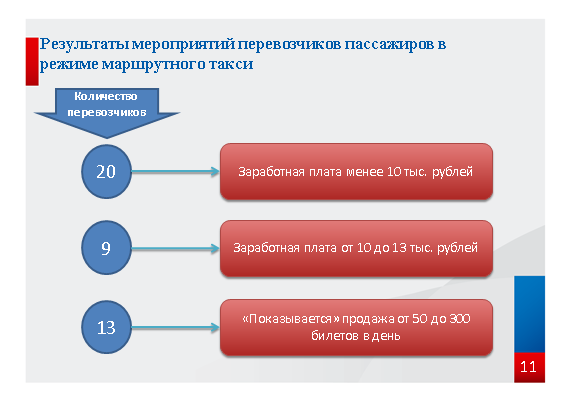 Результаты мероприятий перевозчиков пассажиров в
режиме маршрутного такси
Количество
перевозчиков
20
Заработная плата менее 10 тыс. рублей
9
Заработная плата от 10 до 13 тыс. рублей
13
«Показывается» продажа от 50 до 300
билетов в день
11